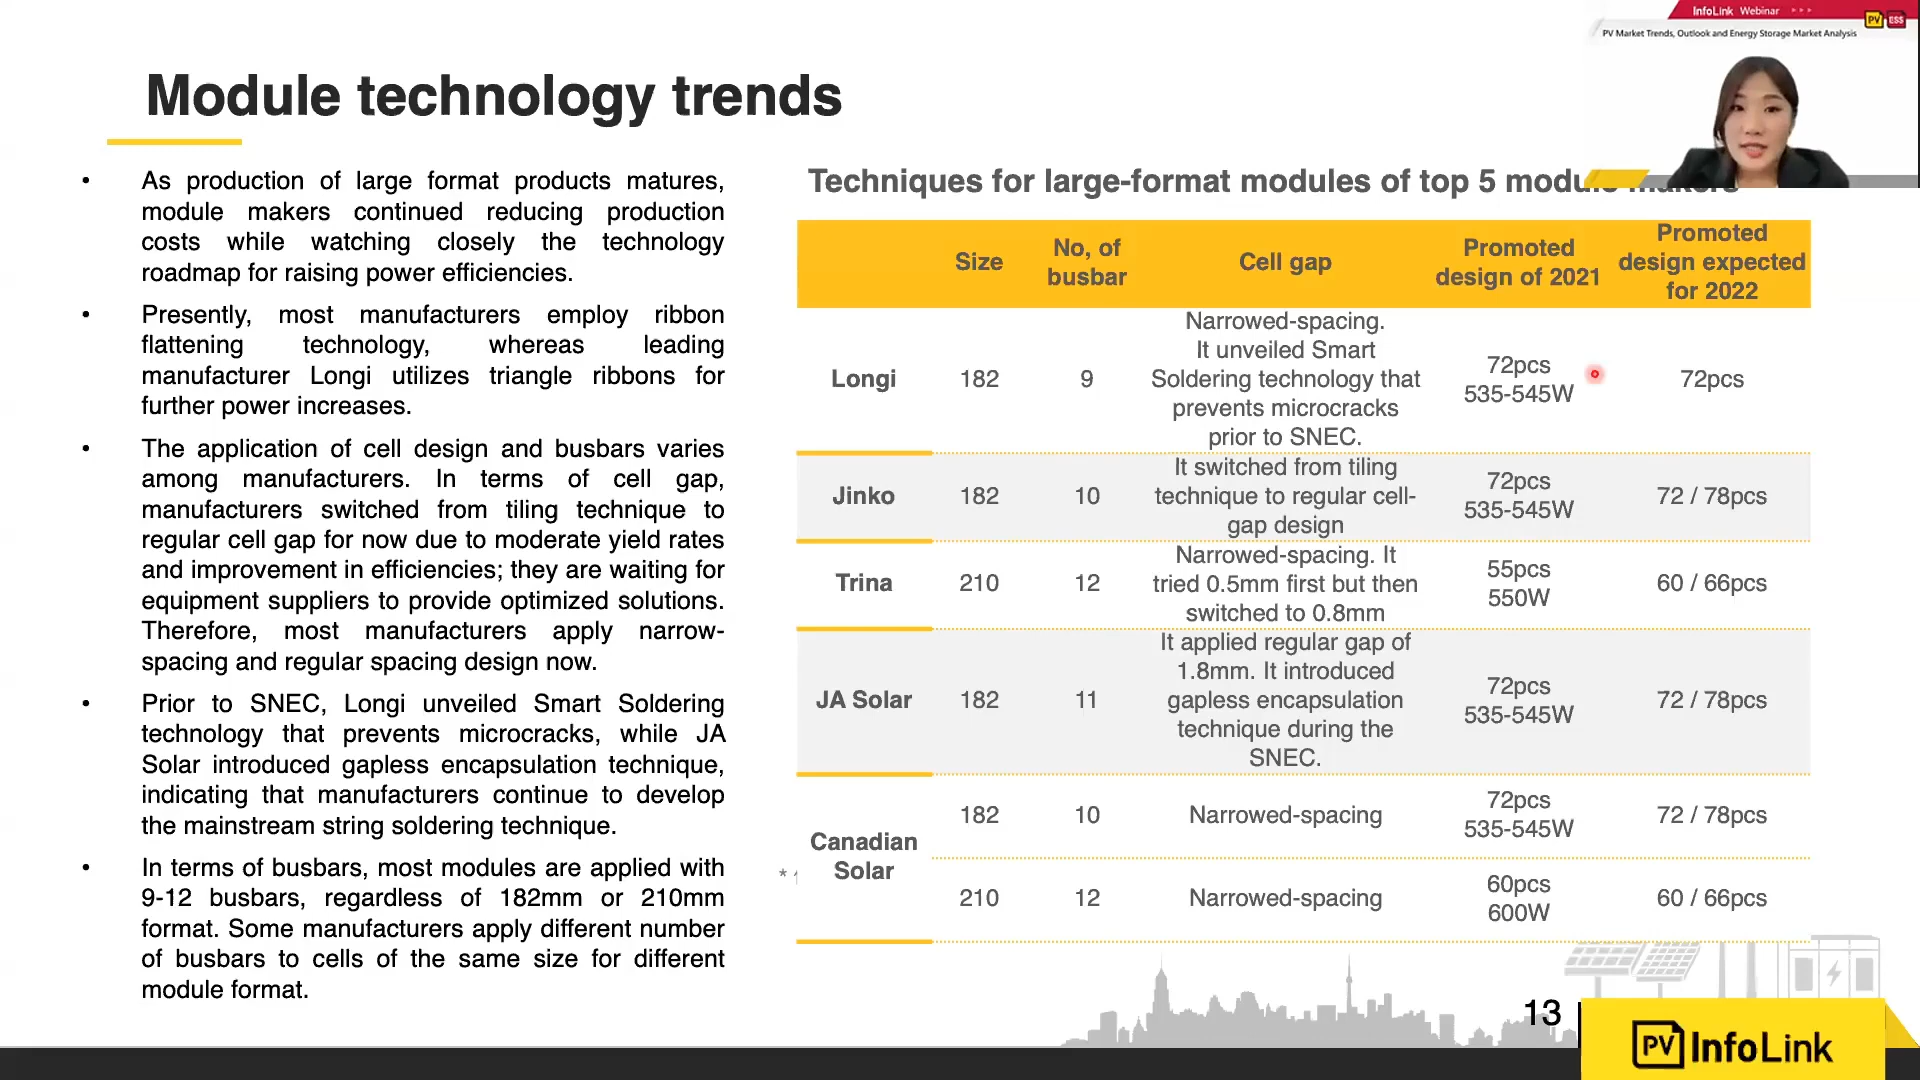 InfoLink Webinar
PV ESS
PV Market Trends, Outlook and Energy Storage Market Analysis
Module technology trends
• As production of large format products matures,
module makers continued reducing production
costs while watching closely the technology
roadmap for raising power efficiencies.
• Presently, most manufacturers employ ribbon
flattening technology, whereas leading
manufacturer Longi utilizes triangle ribbons for
further power increases.
• The application of cell design and busbars varies
among manufacturers. In terms of cell gap,
manufacturers switched from tiling technique to
regular cell gap for now due to moderate yield rates
and improvement in efficiencies; they are waiting for
equipment suppliers to provide optimized solutions.
Therefore, most manufacturers apply narrow-
spacing and regular spacing design now.
• Prior to SNEC, Longi unveiled Smart Soldering
technology that prevents microcracks, while JA
Solar introduced gapless encapsulation technique,
indicating that manufacturers continue to develop
the mainstream string soldering technique.
• In terms of busbars, most modules are applied with
9-12 busbars, regardless of 182mm or 210mm
format. Some manufacturers apply different number
of busbars to cells of the same size for different
module format.
Techniques for large-format modules of top 5 module makers
Size
No, of
busbar
Cell gap
Promoted
design of 2021
Promoted
design expected
for 2022
Longi
182
9
Narrowed-spacing.
It unveiled Smart
Soldering technology that
prevents microcracks
prior to SNEC.
72pcs
535-545W
72pcs
Jinko
182
10
It switched from tiling
technique to regular cell-
gap design
72pcs
535-545W
72 / 78pcs
Trina
210
12
Narrowed-spacing. It
tried 0.5mm first but then
switched to 0.8mm
55pcs
550W
60 / 66pcs
JA Solar
182
11
It applied regular gap of
1.8mm. It introduced
gapless encapsulation
technique during the
SNEC.
72pcs
535-545W
72 / 78pcs
Canadian
Solar
182
10
Narrowed-spacing
72pcs
535-545W
72 / 78pcs
210
12
Narrowed-spacing
60pcs
600W
60 / 66pcs
*
13
PV InfoLink